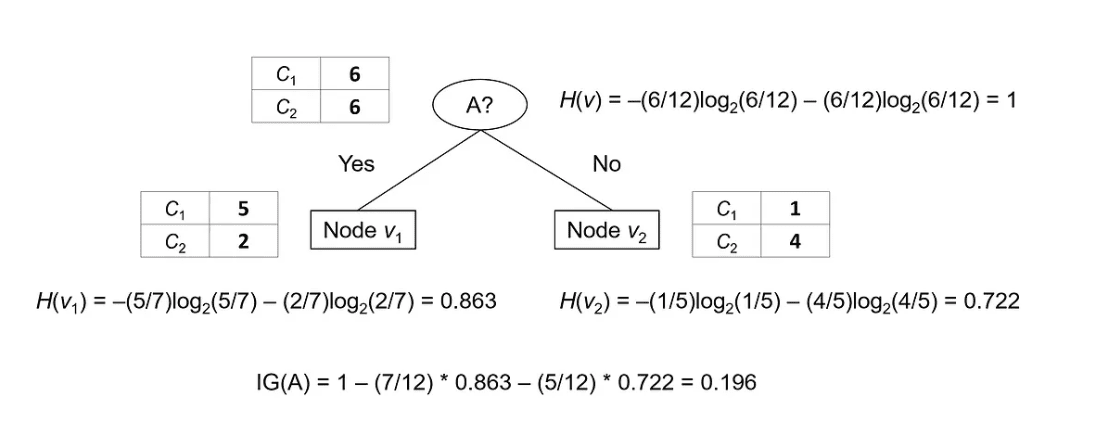 C1 6
C2 6
A?
H(v) = –(6/12)log2(6/12) – (6/12)log2(6/12) = 1
Yes
No
C1 5
C2 2
Node v1
Node v2
C1 1
C2 4
H(v1) = –(5/7)log2(5/7) – (2/7)log2(2/7) = 0.863
H(v2) = –(1/5)log2(1/5) – (4/5)log2(4/5) = 0.722
IG(A) = 1 – (7/12) * 0.863 – (5/12) * 0.722 = 0.196